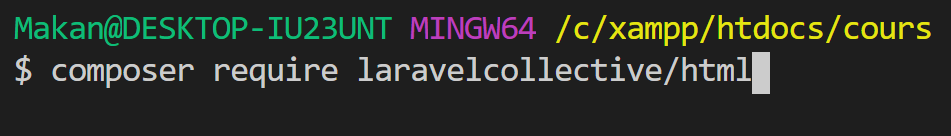 Makan@DESKTOP-IU23UNT MINGW64 /c/xampp/htdocs/cours
$ composer require laravelcollective/html